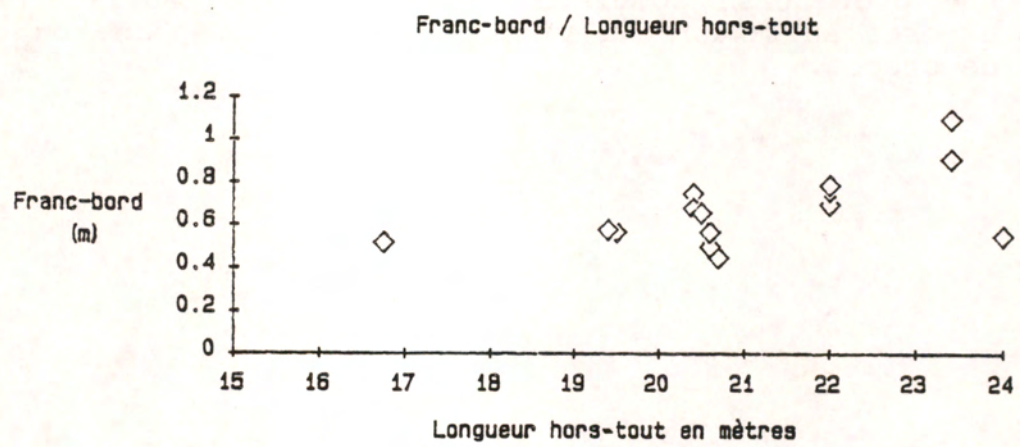 Franc-bord / Longueur hors-tout
1.2
1
0.8
0.6
0.4
0.2
0
Franc-bord
(m)
15 16 17 18 19 20 21 22 23 24
Longueur hors-tout en mètres